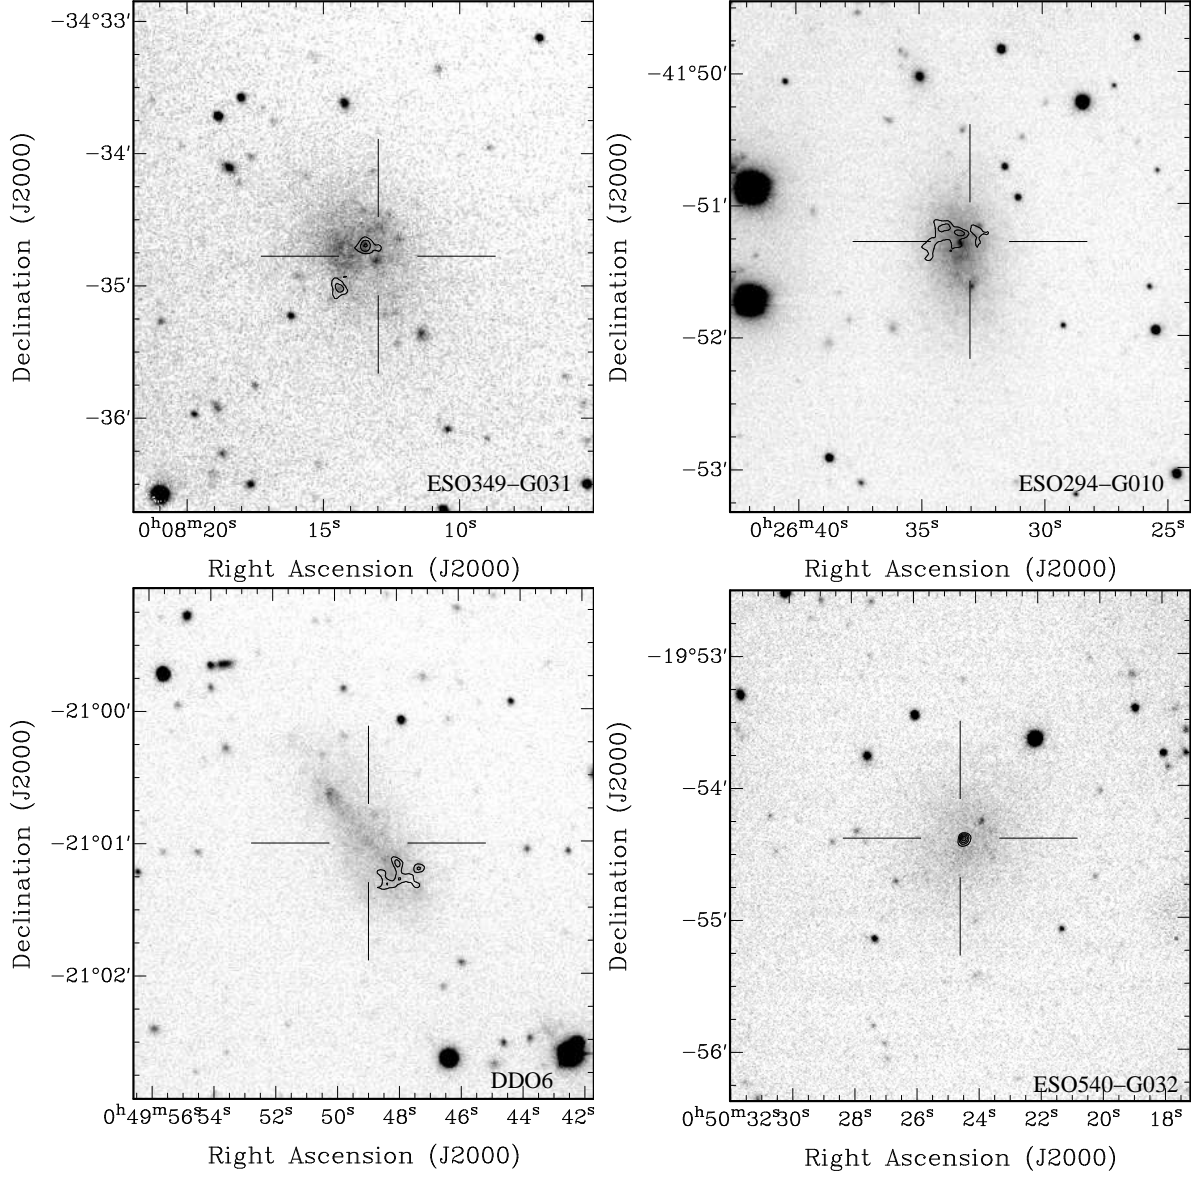 −34°33′
−34′
−35′
−36′
Declination (J2000)
ESO349−G031
0ʰ08ᵐ20ˢ 15ˢ 10ˢ
Right Ascension (J2000)
−41°50′
−51′
−52′
−53′
Declination (J2000)
ESO294−G010
0ʰ26ᵐ40ˢ 35ˢ 30ˢ 25ˢ
Right Ascension (J2000)
−21°00′
−21°01′
−21°02′
Declination (J2000)
DDO6
0ʰ49ᵐ56ˢ 54ˢ 52ˢ 50ˢ 48ˢ 46ˢ 44ˢ 42ˢ
Right Ascension (J2000)
−19°53′
−54′
−55′
−56′
Declination (J2000)
ESO540−G032
0ʰ50ᵐ32ˢ 30ˢ 28ˢ 26ˢ 24ˢ 22ˢ 20ˢ 18ˢ
Right Ascension (J2000)